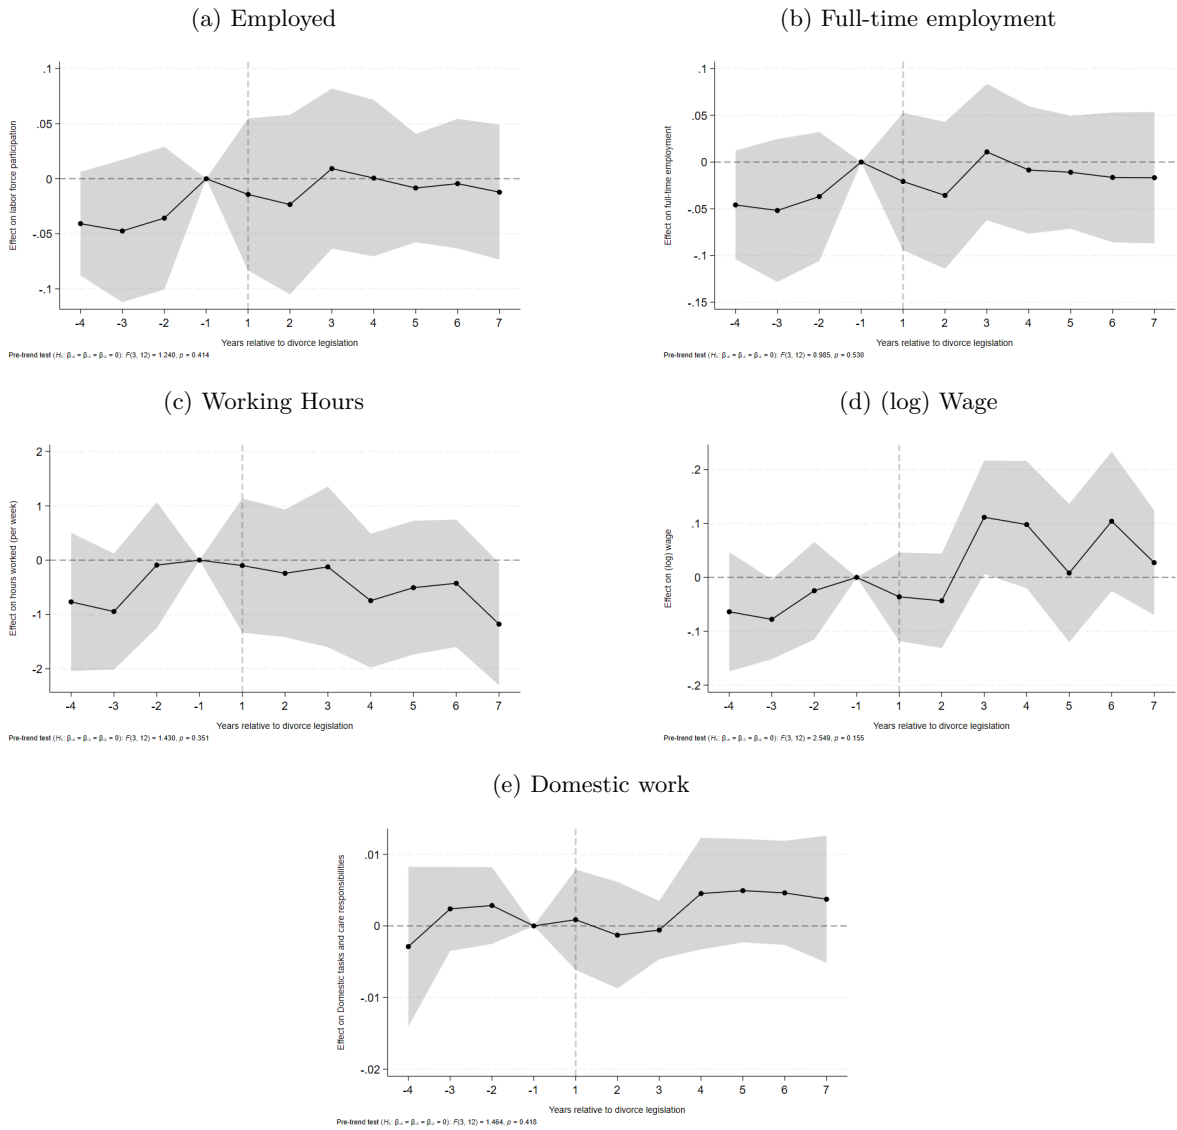 (a) Employed
(b) Full-time employment
.1
.05
0
-.05
-.1
Effect on labor force participation
-4 -3 -2 -1 1 2 3 4 5 6 7
Years relative to divorce legislation
Pre-trend test (H₀: β₋₄ = β₋₃ = β₋₂ = 0): F(3, 12) = 1.240, p = 0.414
.1
.05
0
-.05
-.1
-.15
Effect on full-time employment
-4 -3 -2 -1 1 2 3 4 5 6 7
Years relative to divorce legislation
Pre-trend test (H₀: β₋₄ = β₋₃ = β₋₂ = 0): F(3, 12) = 0.985, p = 0.530
(c) Working Hours
(d) (log) Wage
2
1
0
-1
-2
Effect on hours worked (per week)
-4 -3 -2 -1 1 2 3 4 5 6 7
Years relative to divorce legislation
Pre-trend test (H₀: β₋₄ = β₋₃ = β₋₂ = 0): F(3, 12) = 1.430, p = 0.351
.2
.1
0
-.1
-.2
Effect on (log) wage
-4 -3 -2 -1 1 2 3 4 5 6 7
Years relative to divorce legislation
Pre-trend test (H₀: β₋₄ = β₋₃ = β₋₂ = 0): F(3, 12) = 2.549, p = 0.155
(e) Domestic work
.01
0
-.01
-.02
Effect on Domestic tasks and care responsibilities
-4 -3 -2 -1 1 2 3 4 5 6 7
Years relative to divorce legislation
Pre-trend test (H₀: β₋₄ = β₋₃ = β₋₂ = 0): F(3, 12) = 1.464, p = 0.418